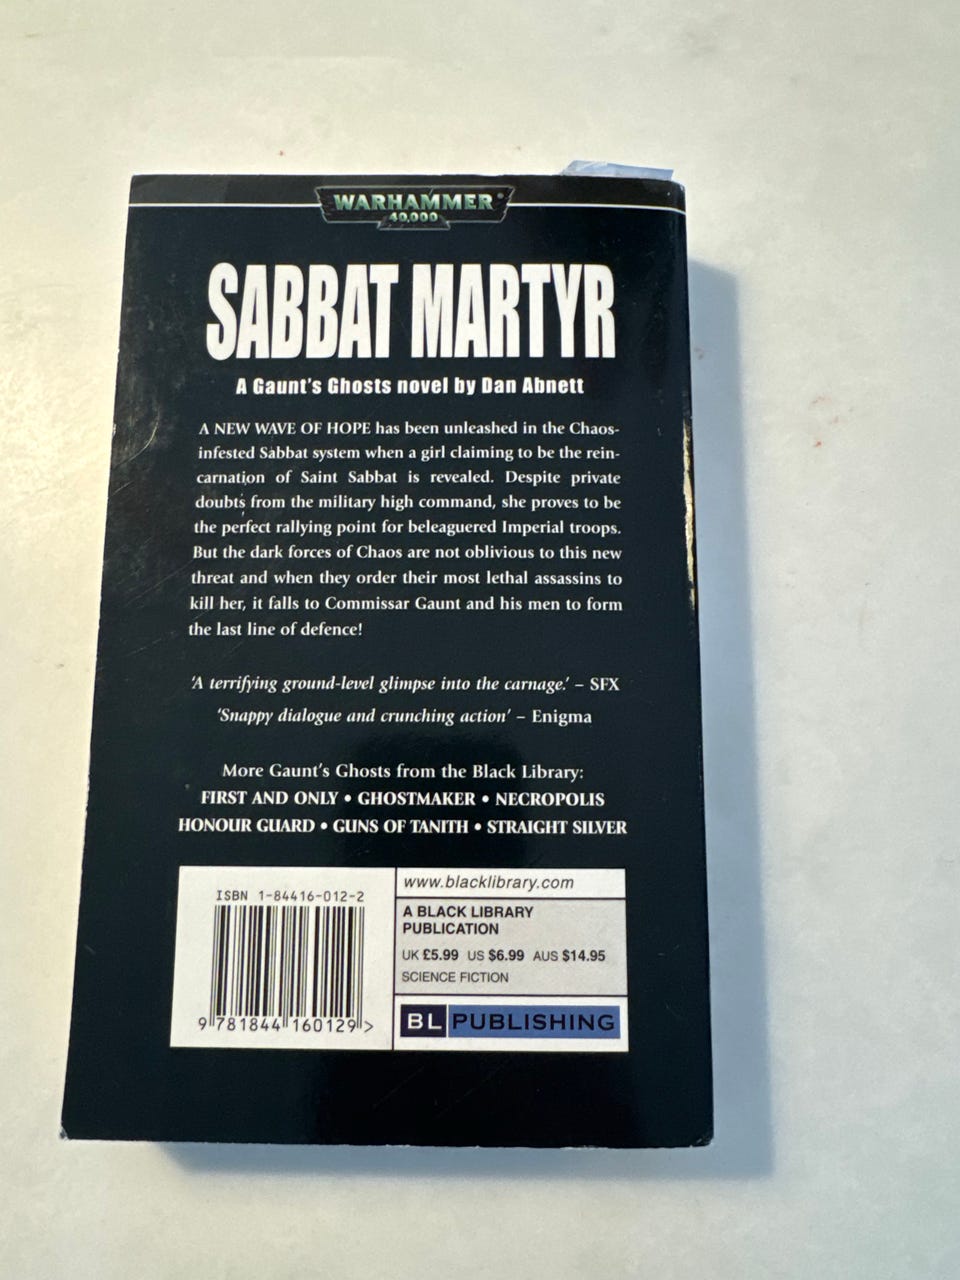 WARHAMMER®
40,000
SABBAT MARTYR
A Gaunt's Ghosts novel by Dan Abnett
A NEW WAVE OF HOPE has been unleashed in the Chaos-
infested Sabbat system when a girl claiming to be the rein-
carnation of Saint Sabbat is revealed. Despite private
doubts from the military high command, she proves to be
the perfect rallying point for beleaguered Imperial troops.
But the dark forces of Chaos are not oblivious to this new
threat and when they order their most lethal assassins to
kill her, it falls to Commissar Gaunt and his men to form
the last line of defence!
'A terrifying ground-level glimpse into the carnage.' – SFX
'Snappy dialogue and crunching action' – Enigma
More Gaunt's Ghosts from the Black Library:
FIRST AND ONLY • GHOSTMAKER • NECROPOLIS
HONOUR GUARD • GUNS OF TANITH • STRAIGHT SILVER
ISBN 1-84416-012-2
9 781844 160129 >
www.blacklibrary.com
A BLACK LIBRARY
PUBLICATION
UK £5.99 US $6.99 AUS $14.95
SCIENCE FICTION
BL PUBLISHING